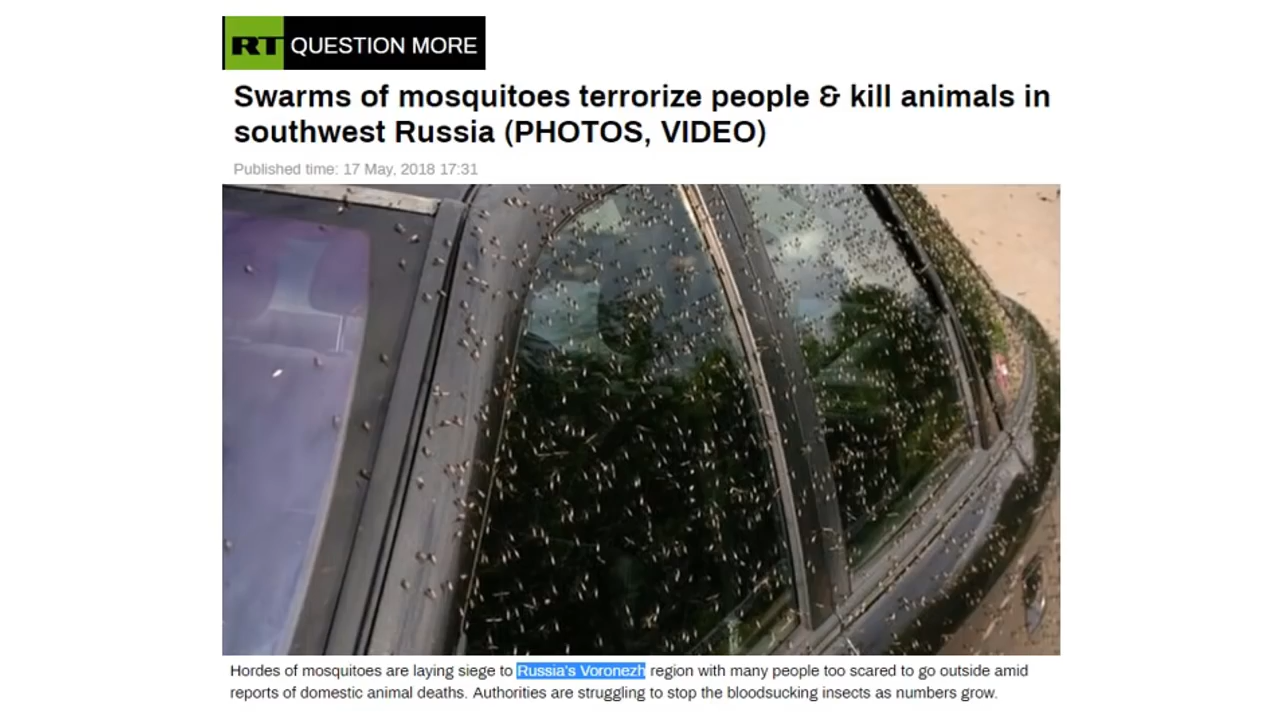 RT QUESTION MORE
Swarms of mosquitoes terrorize people & kill animals in
southwest Russia (PHOTOS, VIDEO)
Published time: 17 May, 2018 17:31
Hordes of mosquitoes are laying siege to Russia's Voronezh region with many people too scared to go outside amid
reports of domestic animal deaths. Authorities are struggling to stop the bloodsucking insects as numbers grow.